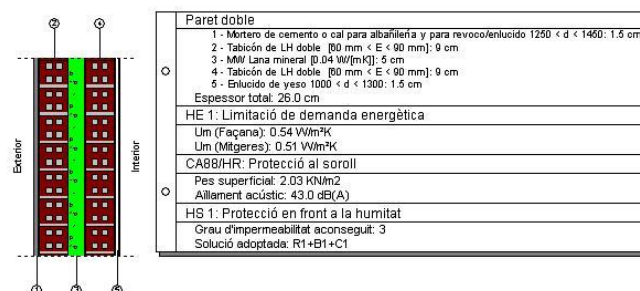 Paret doble
1 - Mortero de cemento o cal para albañilería y para revoco/enlucido 1250 < d < 1450: 1.5 cm
2 - Tabicón de LH doble [60 mm < E < 90 mm]: 9 cm
3 - MW Lana mineral [0.04 W/[mK]]: 5 cm
4 - Tabicón de LH doble [60 mm < E < 90 mm]: 9 cm
5 - Enlucido de yeso 1000 < d < 1300: 1.5 cm
Espessor total: 26.0 cm
HE 1: Limitació de demanda energètica
Um (Façana): 0.54 W/m²K
Um (Mitgeres): 0.51 W/m²K
CA88/HR: Protecció al soroll
Pes superficial: 2.03 KN/m2
Aïllament acústic: 43.0 dB(A)
HS 1: Protecció en front a la humitat
Grau d'impermeabilitat aconseguit: 3
Solució adoptada: R1+B1+C1
2
4
Exterior
Interior
1
3
5